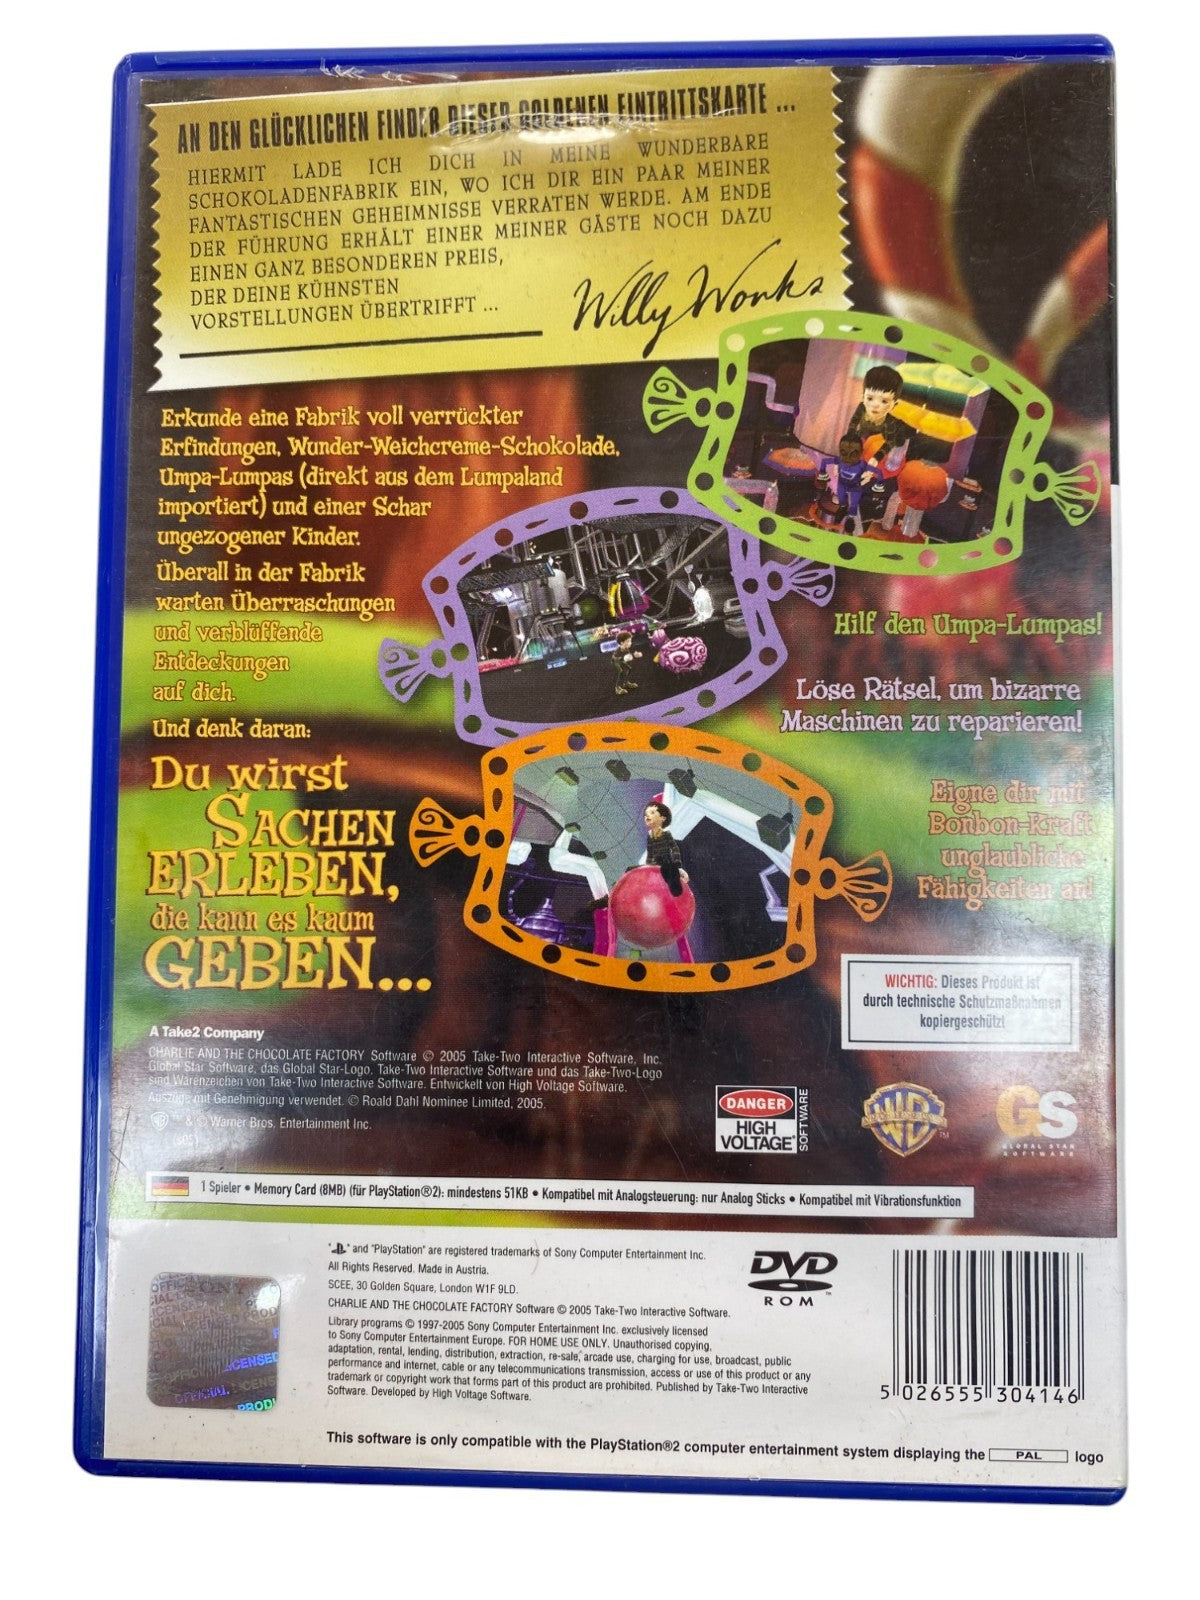 AN DEN GLÜCKLICHEN FINDER DIESER GOLDENEN EINTRITTSKARTE ...
HIERMIT LADE ICH DICH IN MEINE WUNDERBARE
SCHOKOLADENFABRIK EIN, WO ICH DIR EIN PAAR MEINER
FANTASTISCHEN GEHEIMNISSE VERRATEN WERDE. AM ENDE
DER FÜHRUNG ERHÄLT EINER MEINER GÄSTE NOCH DAZU
EINEN GANZ BESONDEREN PREIS,
DER DEINE KÜHNSTEN
VORSTELLUNGEN ÜBERTRIFFT ...
Willy Wonka
Erkunde eine Fabrik voll verrückter
Erfindungen, Wunder-Weichcreme-Schokolade,
Umpa-Lumpas (direkt aus dem Lumpaland
importiert) und einer Schar
ungezogener Kinder.
Überall in der Fabrik
warten Überraschungen
und verblüffende
Entdeckungen
auf dich.
Und denk daran:
Du wirst
SACHEN
ERLEBEN,
die kann es kaum
GEBEN...
Hilf den Umpa-Lumpas!
Löse Rätsel, um bizarre
Maschinen zu reparieren!
Eigne dir mit
Bonbon-Kraft
unglaubliche
Fähigkeiten an!
WICHTIG: Dieses Produkt ist
durch technische Schutzmaßnahmen
kopiergeschützt
A Take2 Company
CHARLIE AND THE CHOCOLATE FACTORY Software © 2005 Take-Two Interactive Software, Inc.
Global Star Software, das Global Star-Logo, Take-Two Interactive Software und das Take-Two-Logo
sind Warenzeichen von Take-Two Interactive Software. Entwickelt von High Voltage Software.
Auszüge mit Genehmigung verwendet. © Roald Dahl Nominee Limited, 2005.
™ & © Warner Bros. Entertainment Inc.
(s05)
DANGER
HIGH
VOLTAGE
SOFTWARE
WB
™
GS
GLOBAL STAR
SOFTWARE
1 Spieler • Memory Card (8MB) (für PlayStation®2): mindestens 51KB • Kompatibel mit Analogsteuerung: nur Analog Sticks • Kompatibel mit Vibrationsfunktion
" " and "PlayStation" are registered trademarks of Sony Computer Entertainment Inc.
All Rights Reserved. Made in Austria.
SCEE, 30 Golden Square, London W1F 9LD.
CHARLIE AND THE CHOCOLATE FACTORY Software © 2005 Take-Two Interactive Software.
Library programs © 1997-2005 Sony Computer Entertainment Inc. exclusively licensed
to Sony Computer Entertainment Europe. FOR HOME USE ONLY. Unauthorised copying,
adaptation, rental, lending, distribution, extraction, re-sale, arcade use, charging for use, broadcast, public
performance and internet, cable or any telecommunications transmission, access or use of this product or any
trademark or copyright work that forms part of this product are prohibited. Published by Take-Two Interactive
Software. Developed by High Voltage Software.
DVD
ROM
5 026555 304146
This software is only compatible with the PlayStation®2 computer entertainment system displaying the PAL logo